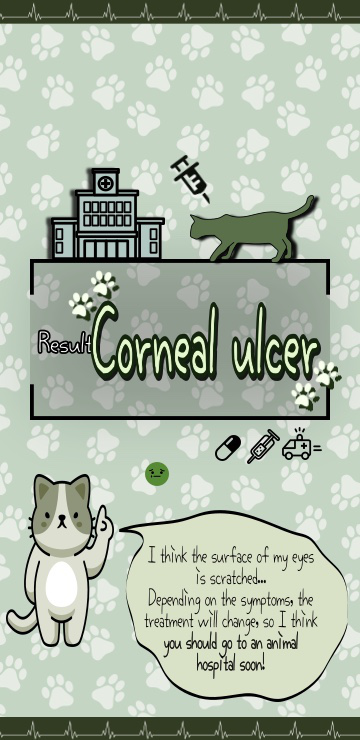 Result
Corneal ulcer
I think the surface of my eyes
is scratched...
Depending on the symptoms, the
treatment will change, so I think
you should go to an animal
hospital soon!